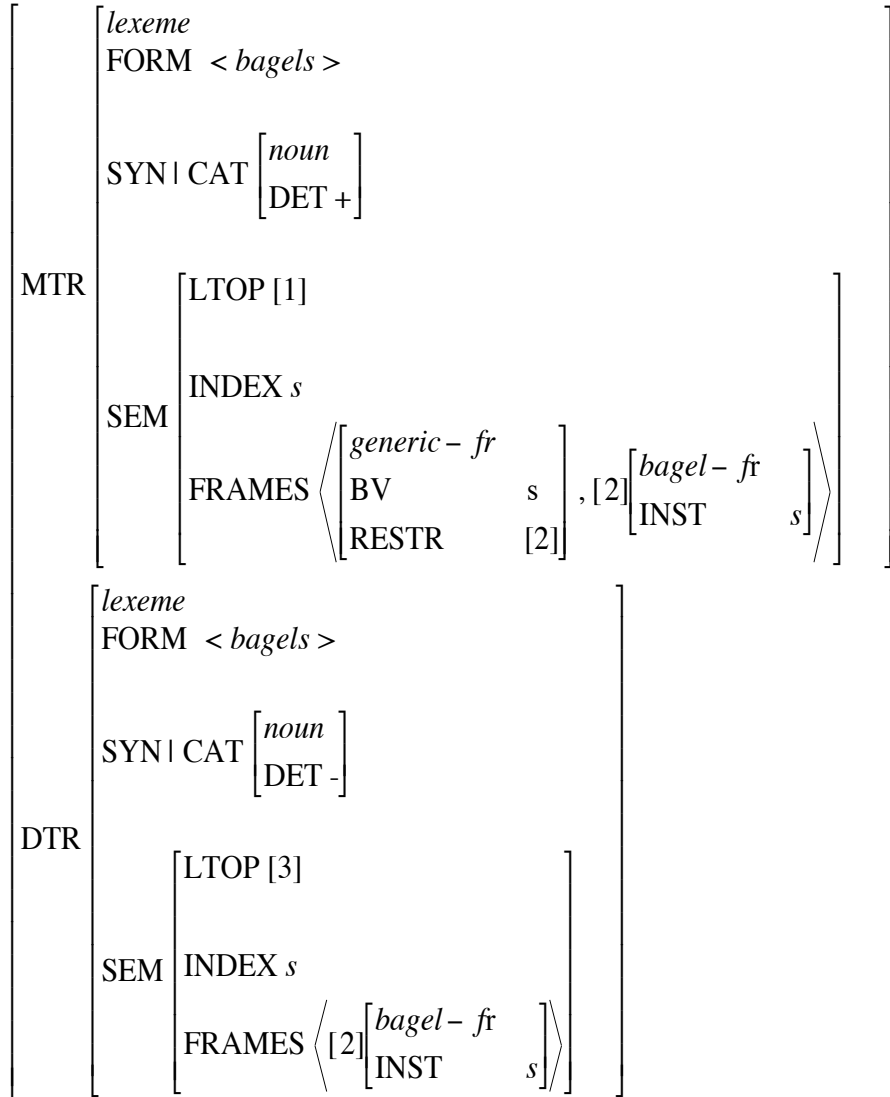 lexeme
FORM < bagels >
SYN | CAT [noun
DET +]
MTR
LTOP [1]
INDEX s
SEM
FRAMES ⟨[generic – fr
BV s
RESTR [2]] , [2][bagel – fr
INST s]⟩
lexeme
FORM < bagels >
SYN | CAT [noun
DET -]
DTR
LTOP [3]
SEM INDEX s
FRAMES ⟨[2][bagel – fr
INST s]⟩